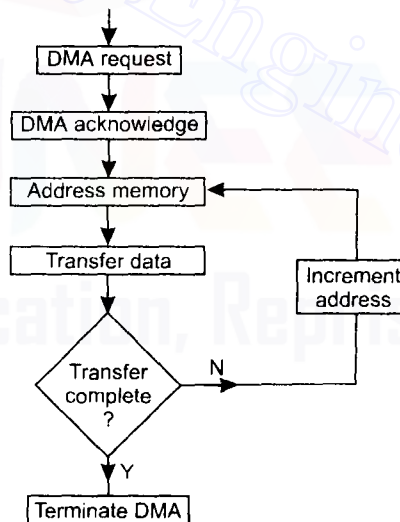 DMA request
DMA acknowledge
Address memory
Transfer data
Increment
address
Transfer
complete
?
N
Y
Terminate DMA